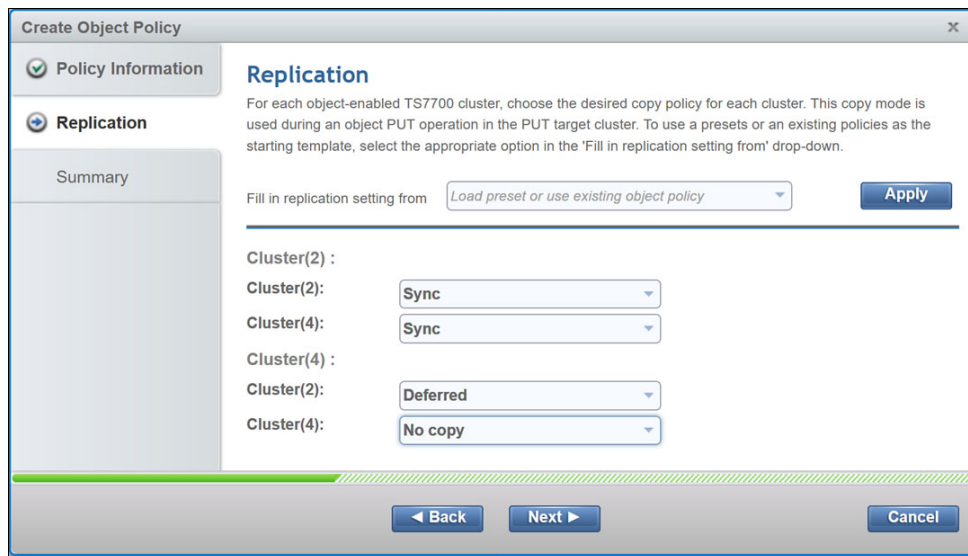 Create Object Policy
x
Policy Information
Replication
Summary
Replication
For each object-enabled TS7700 cluster, choose the desired copy policy for each cluster. This copy mode is
used during an object PUT operation in the PUT target cluster. To use a presets or an existing policies as the
starting template, select the appropriate option in the 'Fill in replication setting from' drop-down.
Fill in replication setting from Load preset or use existing object policy Apply
Cluster(2) :
Cluster(2): Sync
Cluster(4): Sync
Cluster(4) :
Cluster(2): Deferred
Cluster(4): No copy
Back Next Cancel